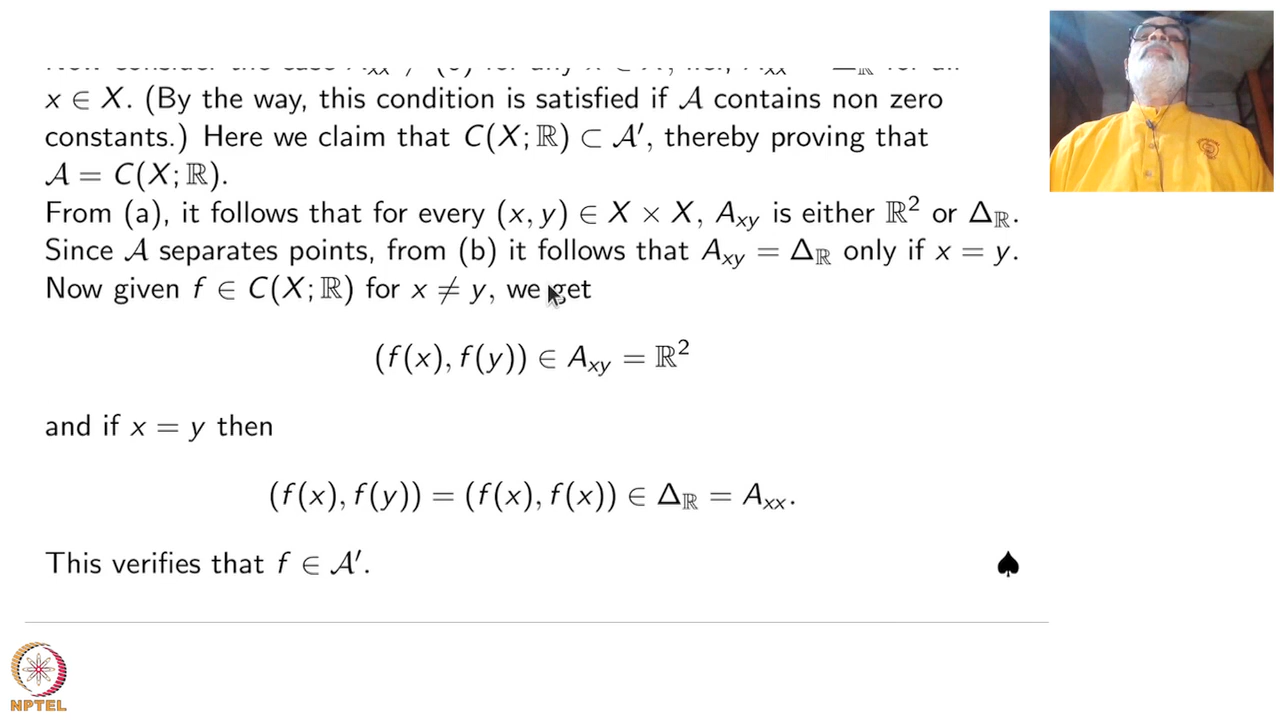 x ∈ X. (By the way, this condition is satisfied if 𝒜 contains non zero
constants.) Here we claim that C(X; ℝ) ⊂ 𝒜′, thereby proving that
𝒜 = C(X; ℝ).
From (a), it follows that for every (x, y) ∈ X × X, A_{xy} is either ℝ² or Δ_ℝ.
Since 𝒜 separates points, from (b) it follows that A_{xy} = Δ_ℝ only if x = y.
Now given f ∈ C(X; ℝ) for x ≠ y, we get
(f(x), f(y)) ∈ A_{xy} = ℝ²
and if x = y then
(f(x), f(y)) = (f(x), f(x)) ∈ Δ_ℝ = A_{xx}.
This verifies that f ∈ 𝒜′. ♠
NPTEL